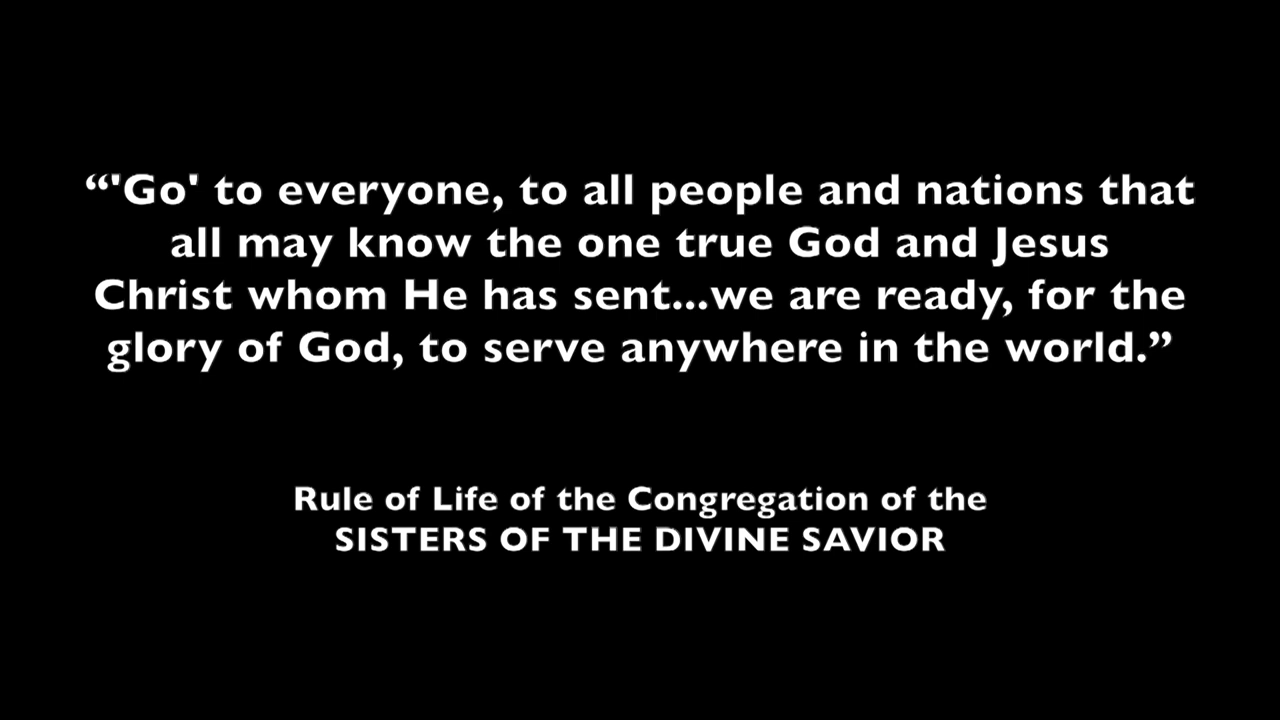 “'Go' to everyone, to all people and nations that
all may know the one true God and Jesus
Christ whom He has sent...we are ready, for the
glory of God, to serve anywhere in the world.”
Rule of Life of the Congregation of the
SISTERS OF THE DIVINE SAVIOR